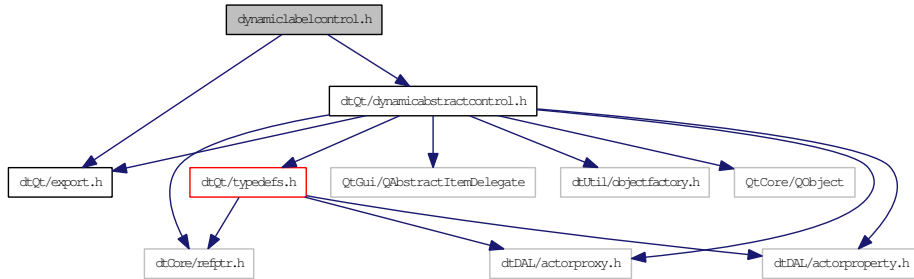 dynamiclabelcontrol.h
dtQt/dynamicabstractcontrol.h
dtQt/export.h
dtQt/typedefs.h
QtGui/QAbstractItemDelegate
dtUtil/objectfactory.h
QtCore/QObject
dtCore/refptr.h
dtDAL/actorproxy.h
dtDAL/actorproperty.h